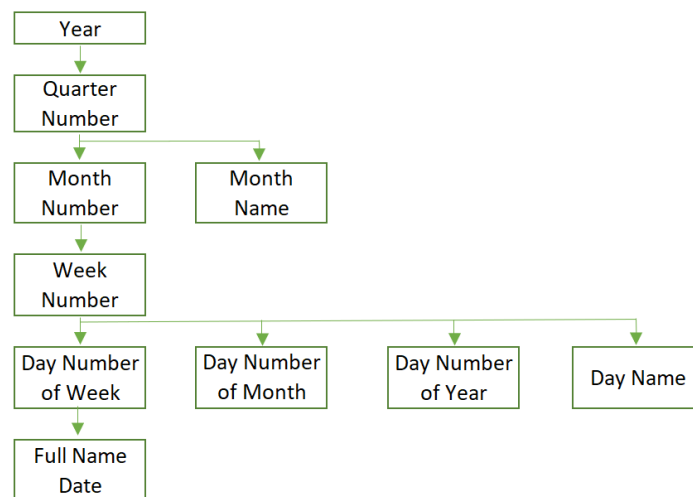 Year
Quarter
Number
Month
Number
Month
Name
Week
Number
Day Number
of Week
Day Number
of Month
Day Number
of Year
Day Name
Full Name
Date